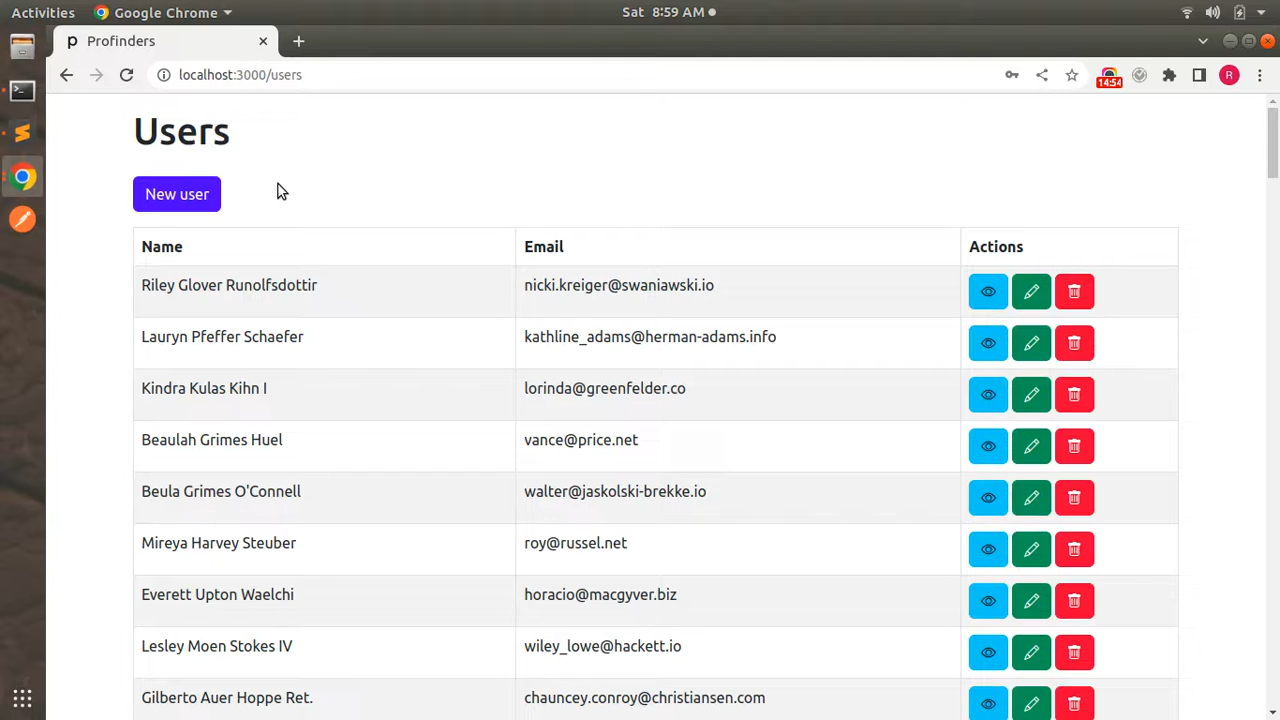 Activities Google Chrome Sat 8:59 AM
Profinders
localhost:3000/users R
14:54
Users
New user
Name Email Actions
Riley Glover Runolfsdottir nicki.kreiger@swaniawski.io
Lauryn Pfeffer Schaefer kathline_adams@herman-adams.info
Kindra Kulas Kihn I lorinda@greenfelder.co
Beaulah Grimes Huel vance@price.net
Beula Grimes O'Connell walter@jaskolski-brekke.io
Mireya Harvey Steuber roy@russel.net
Everett Upton Waelchi horacio@macgyver.biz
Lesley Moen Stokes IV wiley_lowe@hackett.io
Gilberto Auer Hoppe Ret. chauncey.conroy@christiansen.com